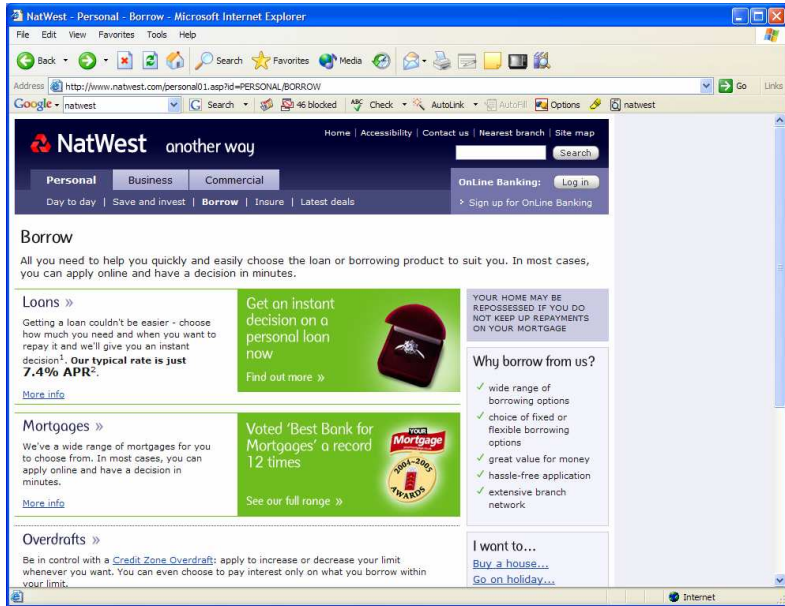 NatWest - Personal - Borrow - Microsoft Internet Explorer
File Edit View Favorites Tools Help
Back Search Favorites Media
Address http://www.natwest.com/personal01.asp?id=PERSONAL/BORROW Go Links
Google natwest Search 46 blocked ABC Check AutoLink AutoFill Options natwest
Home | Accessibility | Contact us | Nearest branch | Site map
NatWest another way
Search
Personal Business Commercial
OnLine Banking: Log in
Day to day | Save and invest | Borrow | Insure | Latest deals
> Sign up for OnLine Banking
Borrow
All you need to help you quickly and easily choose the loan or borrowing product to suit you. In most cases,
you can apply online and have a decision in minutes.
Loans »
Getting a loan couldn't be easier - choose
how much you need and when you want to
repay it and we'll give you an instant
decision1. Our typical rate is just
7.4% APR2.
More info
Get an instant
decision on a
personal loan
now
Find out more »
YOUR HOME MAY BE
REPOSSESSED IF YOU DO
NOT KEEP UP REPAYMENTS
ON YOUR MORTGAGE
Mortgages »
We've a wide range of mortgages for you
to choose from. In most cases, you can
apply online and have a decision in
minutes.
More info
Voted 'Best Bank for
Mortgages' a record
12 times
See our full range »
YOUR
Mortgage
2004-2005
AWARDS
Why borrow from us?
✓ wide range of
borrowing options
✓ choice of fixed or
flexible borrowing
options
✓ great value for money
✓ hassle-free application
✓ extensive branch
network
Overdrafts »
Be in control with a Credit Zone Overdraft: apply to increase or decrease your limit
whenever you want. You can even choose to pay interest only on what you borrow within
your limit.
I want to...
Buy a house...
Go on holiday...
Internet